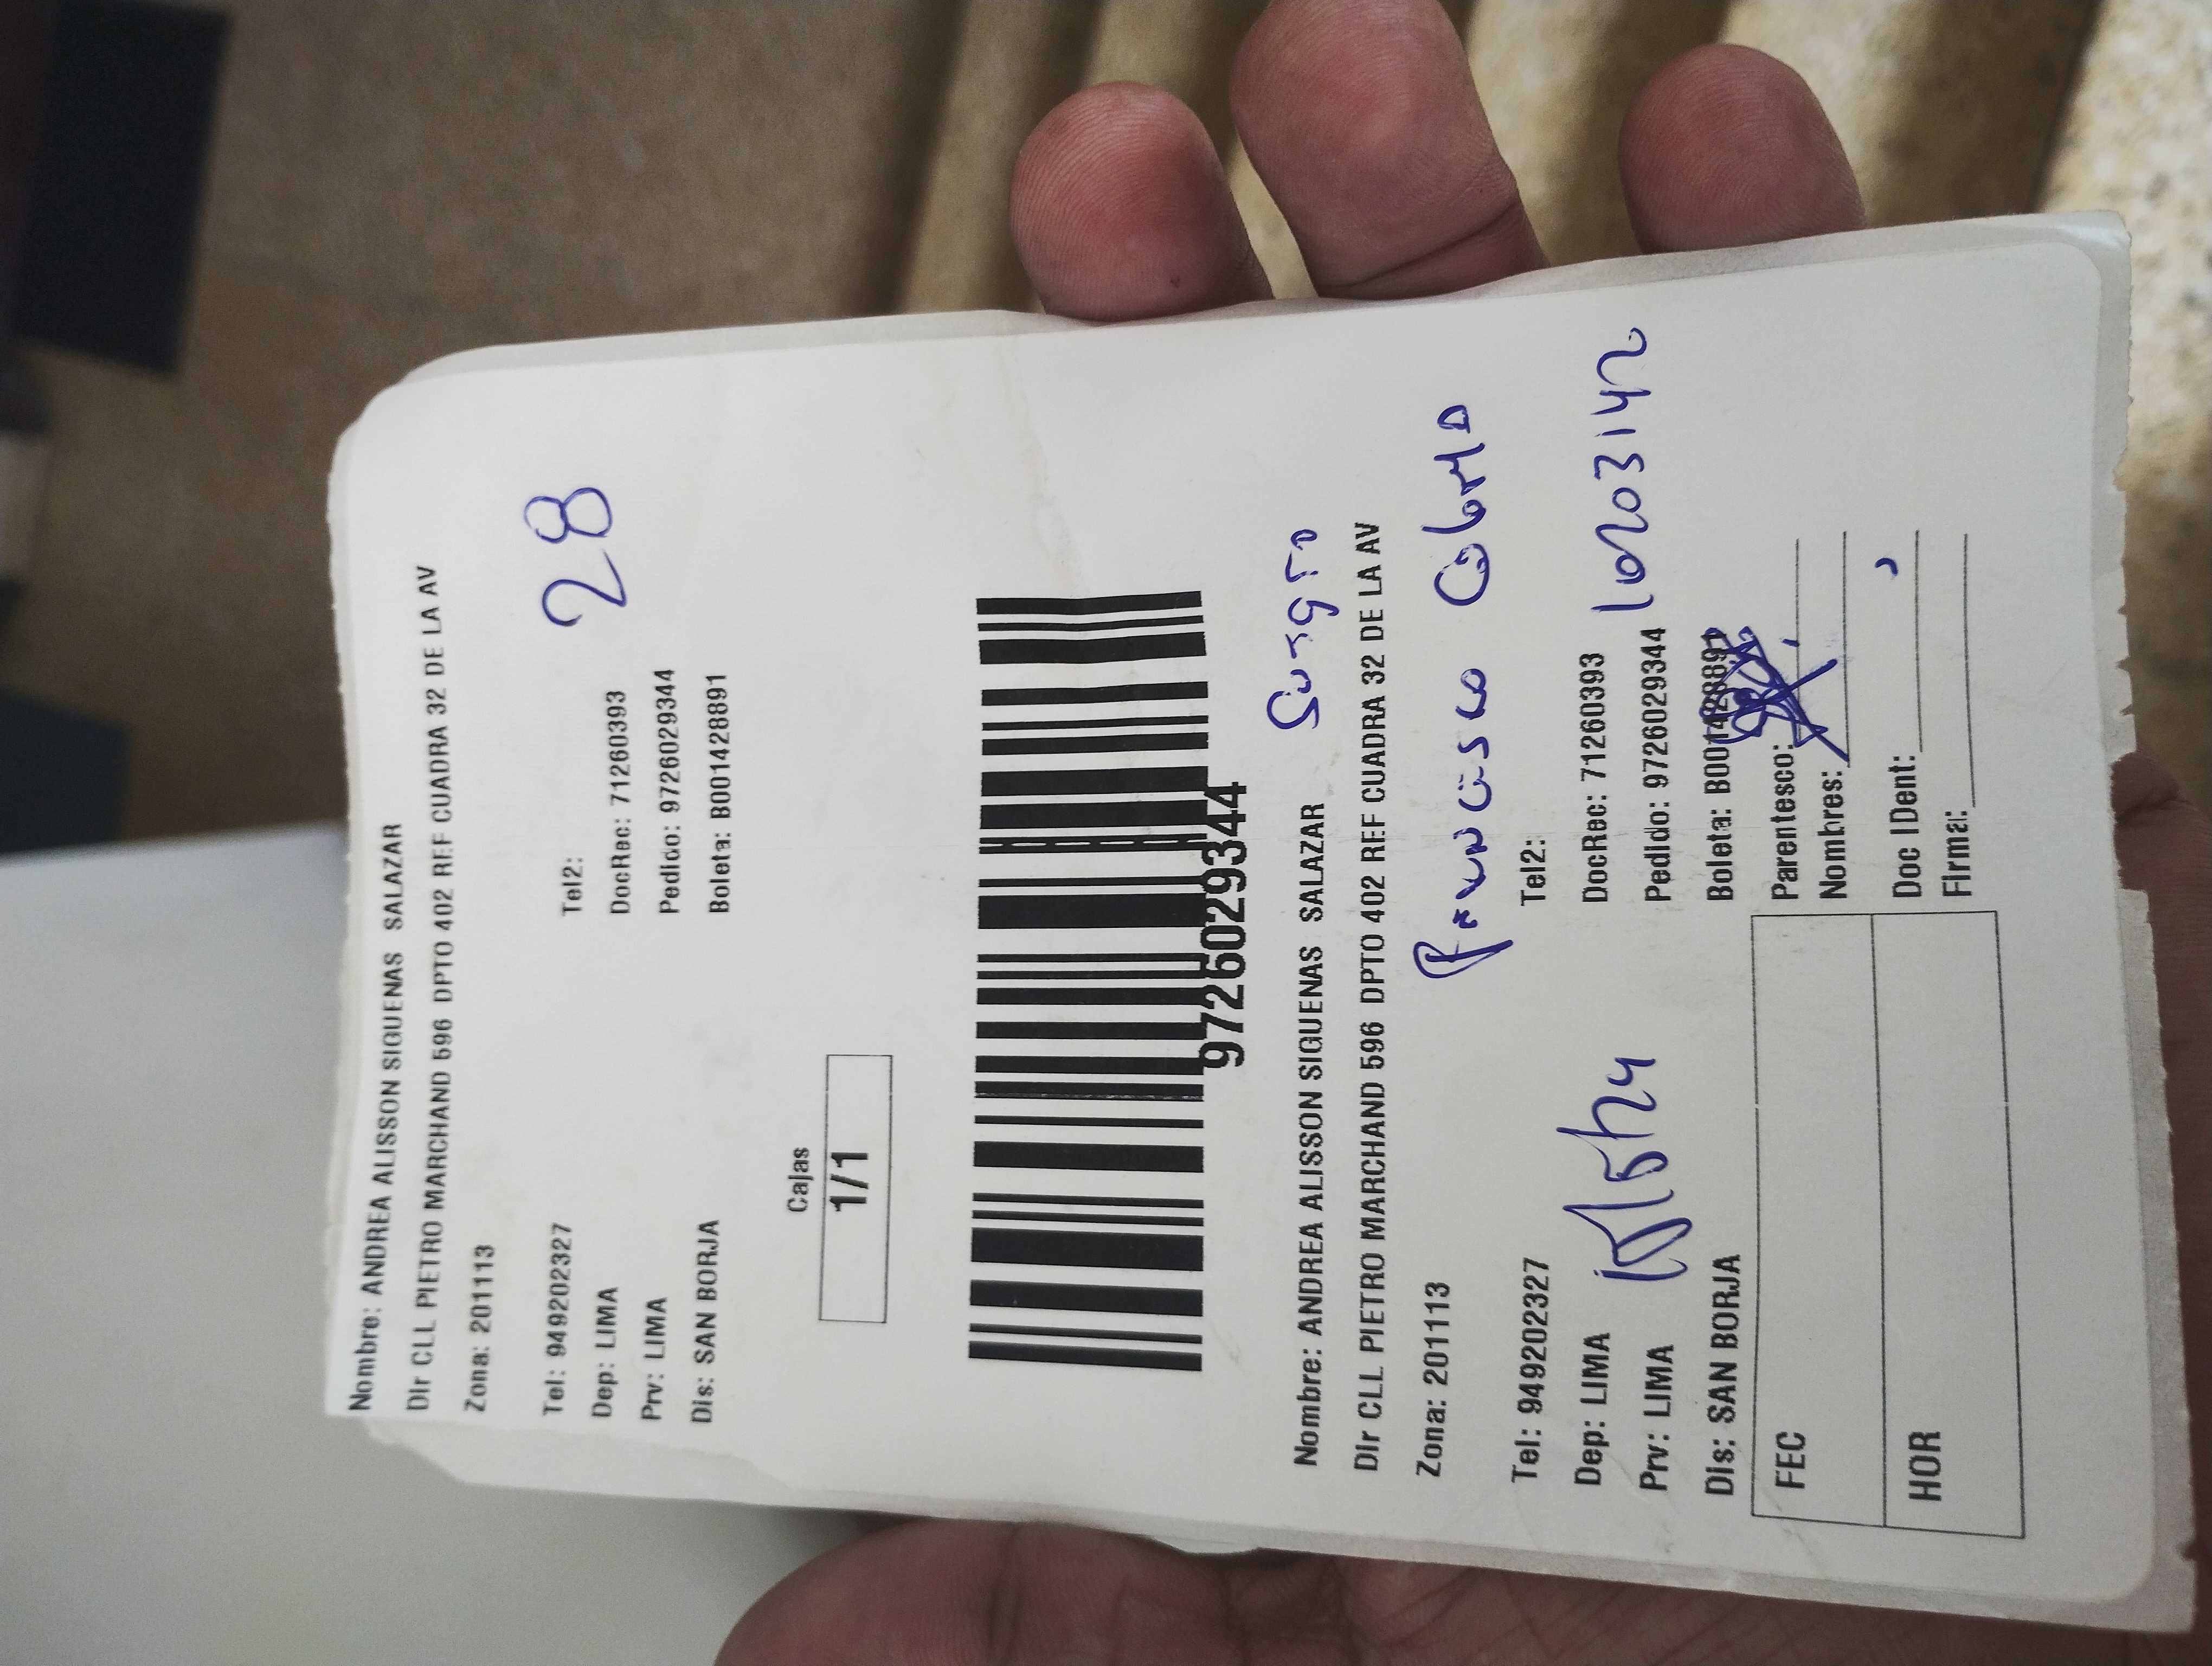 Nombre: ANDREA ALISSON SIGUENAS SALAZAR
Dir CLL PIETRO MARCHAND 596 DPTO 402 REF CUADRA 32 DE LA AV
Zona: 201113
28
Tel: 949202327 Tel2:
Dep: LIMA DocRec: 71260393
Prv: LIMA Pedido: 9726029344
Dis: SAN BORJA Boleta: B001428891
Cajas
1/1
9726029344
Nombre: ANDREA ALISSON SIGUENAS SALAZAR
Dir CLL PIETRO MARCHAND 596 DPTO 402 REF CUADRA 32 DE LA AV
Zona: 201113
Francisco
Tel: 949202327 Tel2:
Dep: LIMA DocRec: 71260393
Prv: LIMA Pedido: 9726029344
Dis: SAN BORJA Boleta: B001428891
FEC Parentesco:
Nombres:
HOR Doc IDent:
Firma: